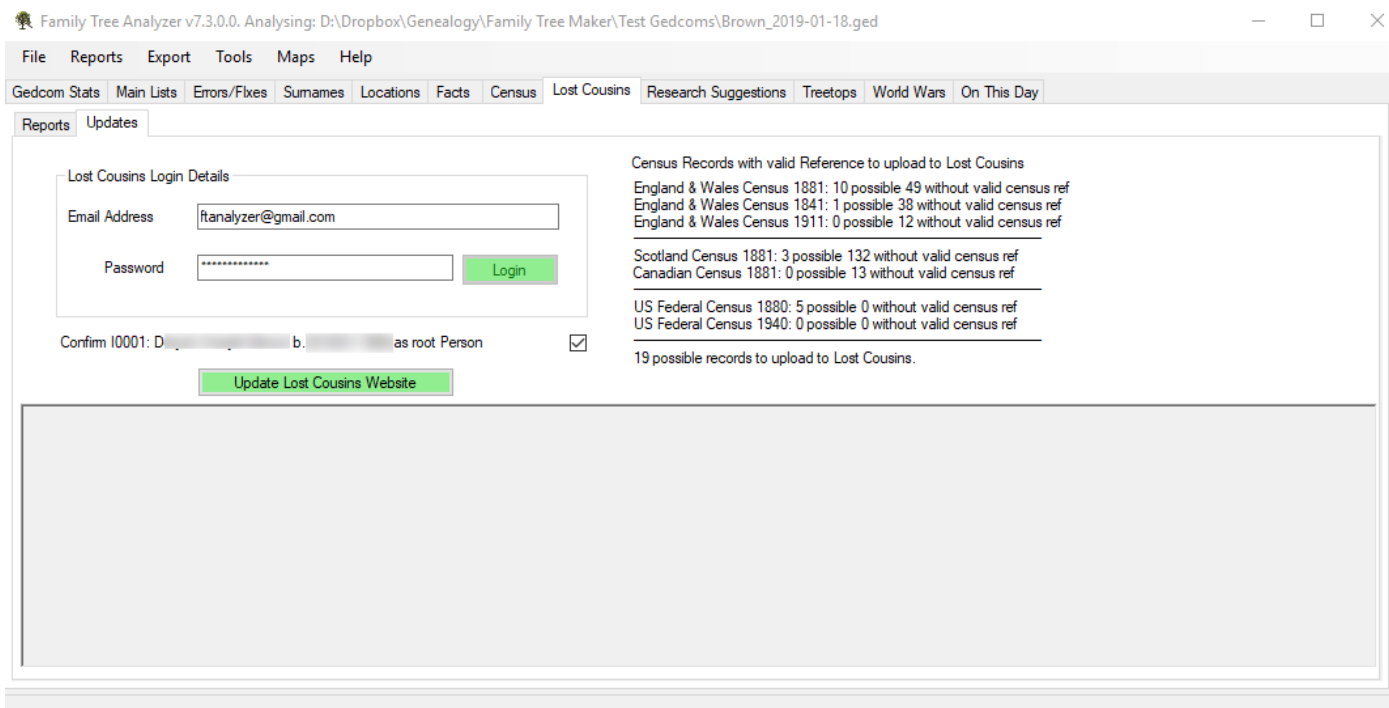 Family Tree Analyzer v7.3.0.0. Analysing: D:\Dropbox\Genealogy\Family Tree Maker\Test Gedcoms\Brown_2019-01-18.ged
File Reports Export Tools Maps Help
Gedcom Stats Main Lists Errors/Fixes Surnames Locations Facts Census Lost Cousins Research Suggestions Treetops World Wars On This Day
Reports Updates
Lost Cousins Login Details
Email Address ftanalyzer@gmail.com
Password *************
Login
Confirm I0001: D b. as root Person
Update Lost Cousins Website
Census Records with valid Reference to upload to Lost Cousins
England & Wales Census 1881: 10 possible 49 without valid census ref
England & Wales Census 1841: 1 possible 38 without valid census ref
England & Wales Census 1911: 0 possible 12 without valid census ref
Scotland Census 1881: 3 possible 132 without valid census ref
Canadian Census 1881: 0 possible 13 without valid census ref
US Federal Census 1880: 5 possible 0 without valid census ref
US Federal Census 1940: 0 possible 0 without valid census ref
19 possible records to upload to Lost Cousins.